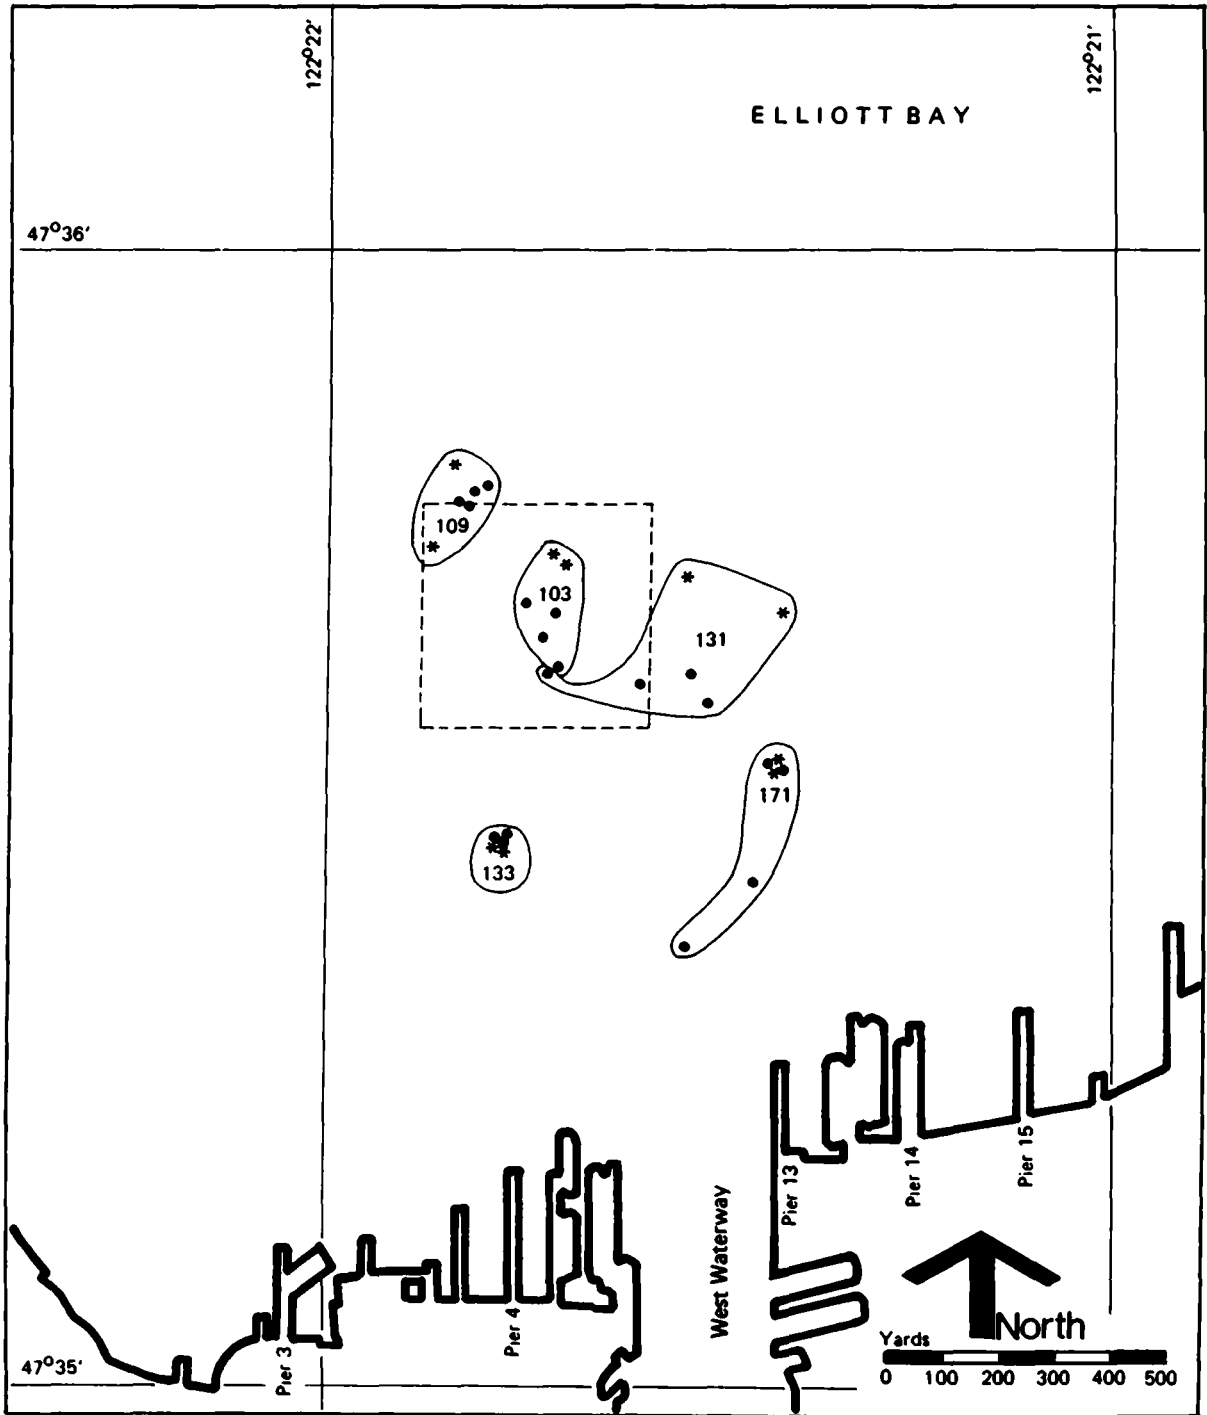 122°22'
122°21'
ELLIOTT BAY
47°36'
109
103
131
171
133
Pier 15
Pier 14
Pier 13
West Waterway
Pier 4
Pier 3
North
Yards
0 100 200 300 400 500
47°35'